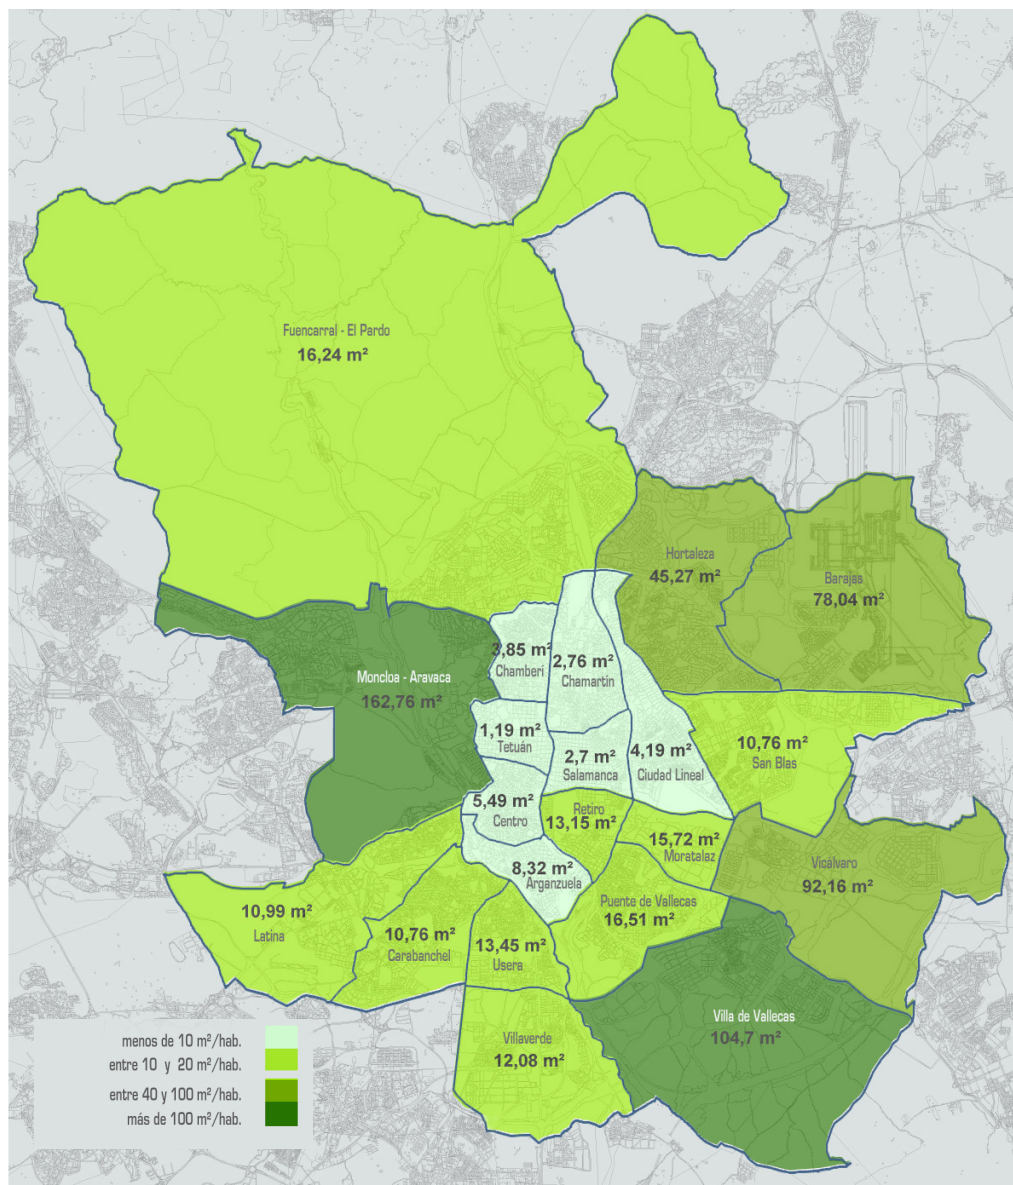 Fuencarral - El Pardo
16,24 m²
Hortaleza
45,27 m²
Barajas
78,04 m²
3,85 m²
Chamberí
2,76 m²
Chamartín
Moncloa - Aravaca
162,76 m²
1,19 m²
Tetuán
2,7 m²
Salamanca
4,19 m²
Ciudad Lineal
10,76 m²
San Blas
5,49 m²
Centro
Retiro
13,15 m²
15,72 m²
Moratalaz
8,32 m²
Arganzuela
Vicálvaro
92,16 m²
Puente de Vallecas
16,51 m²
10,99 m²
Latina
10,76 m²
Carabanchel
13,45 m²
Usera
Villa de Vallecas
104,7 m²
Villaverde
12,08 m²
menos de 10 m²/hab.
entre 10 y 20 m²/hab.
entre 40 y 100 m²/hab.
más de 100 m²/hab.